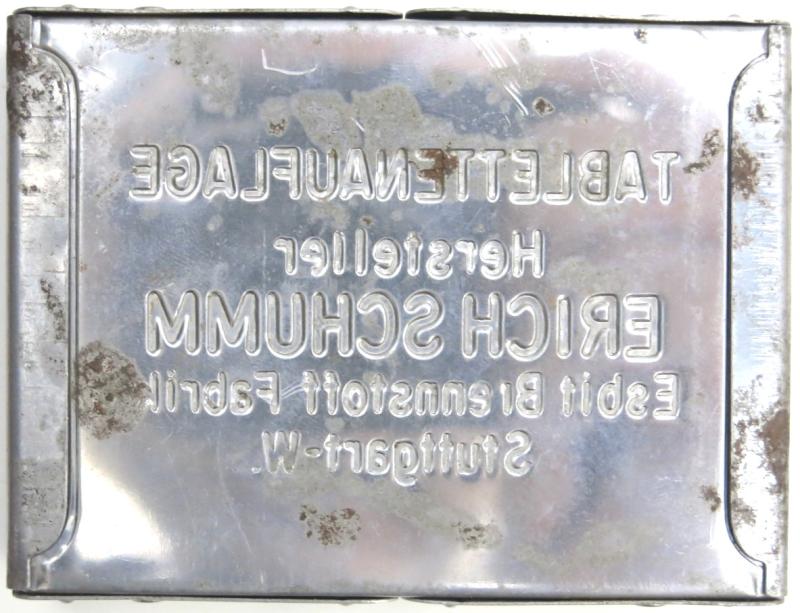 TABLETTENAUFLAGE
Hersteller
ERICH SCHUMM
Esbit Brennstoff Fabrik
Stuttgart-W.